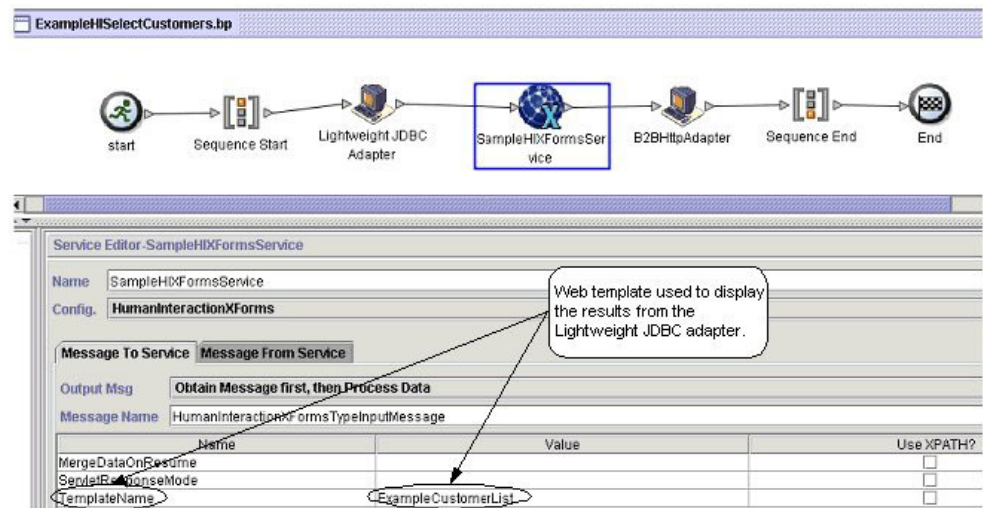 ExampleHISelectCustomers.bp
start
Sequence Start
Lightweight JDBC
Adapter
SampleHIXFormsSer
vice
B2BHttpAdapter
Sequence End
End
Service Editor-SampleHIXFormsService
Name SampleHIXFormsService
Config. HumanInteractionXForms
Web template used to display
the results from the
Lightweight JDBC adapter.
Message To Service Message From Service
Output Msg Obtain Message first, then Process Data
Message Name HumanInteractionXFormsTypeInputMessage
Name Value Use XPATH?
MergeDataOnResume
ServletResponseMode
TemplateName ExampleCustomerList